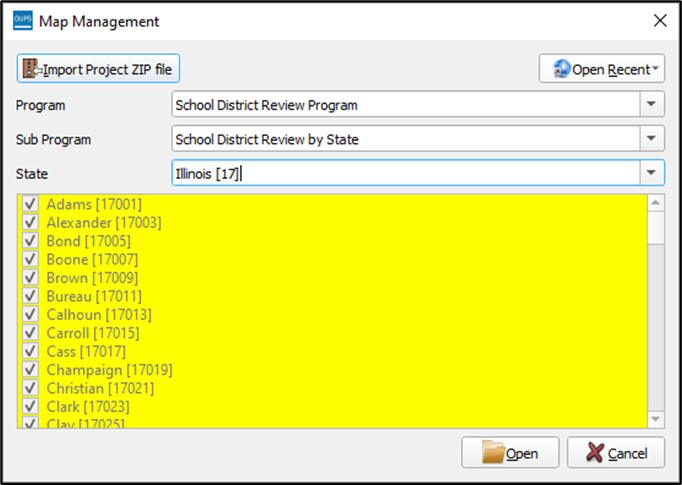 GUPS Map Management
Import Project ZIP file
Open Recent
Program School District Review Program
Sub Program School District Review by State
State Illinois [17]
Adams [17001]
Alexander [17003]
Bond [17005]
Boone [17007]
Brown [17009]
Bureau [17011]
Calhoun [17013]
Carroll [17015]
Cass [17017]
Champaign [17019]
Christian [17021]
Clark [17023]
Clay [17025]
Open
Cancel